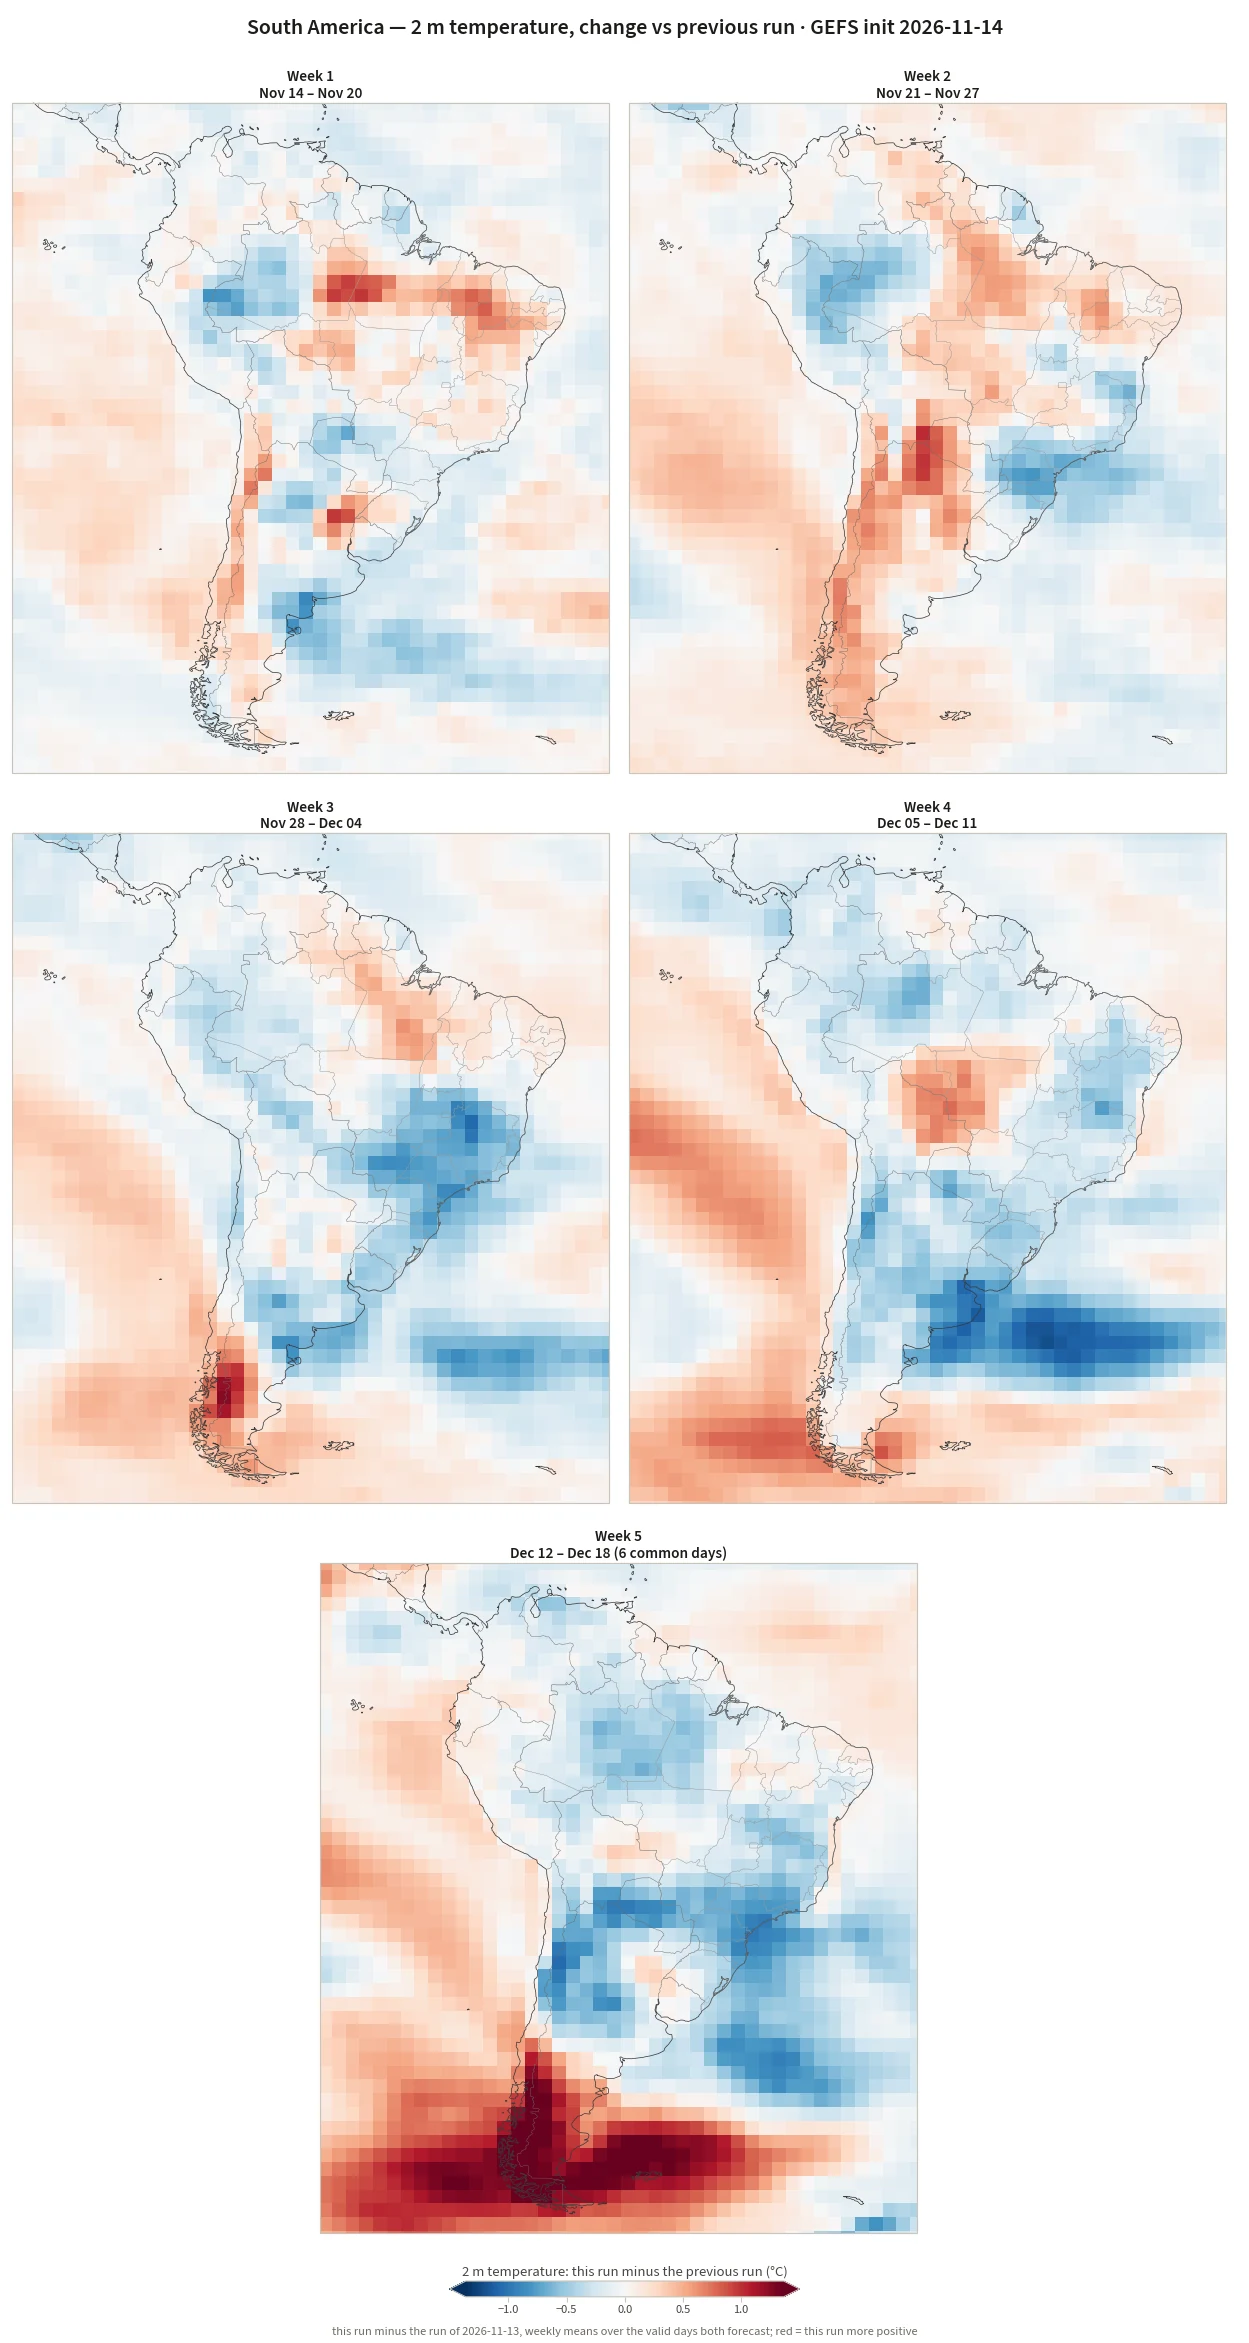 South America — 2 m temperature, change vs previous run · GEFS init 2026-11-14
Week 1
Nov 14 – Nov 20
Week 2
Nov 21 – Nov 27
Week 3
Nov 28 – Dec 04
Week 4
Dec 05 – Dec 11
Week 5
Dec 12 – Dec 18 (6 common days)
2 m temperature: this run minus the previous run (°C)
−1.0 −0.5 0.0 0.5 1.0
this run minus the run of 2026-11-13, weekly means over the valid days both forecast; red = this run more positive